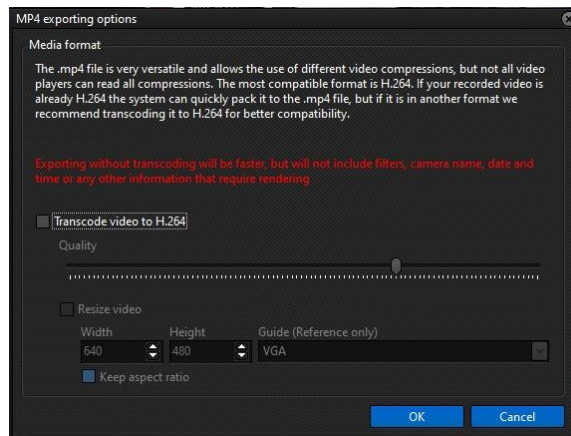 MP4 exporting options
Media format
The .mp4 file is very versatile and allows the use of different video compressions, but not all video
players can read all compressions. The most compatible format is H.264. If your recorded video is
already H.264 the system can quickly pack it to the .mp4 file, but if it is in another format we
recommend transcoding it to H.264 for better compatibility.
Exporting without transcoding will be faster, but will not include filters, camera name, date and
time or any other information that require rendering
Transcode video to H.264
Quality
Resize video
Width Height Guide (Reference only)
640 480 VGA
Keep aspect ratio
OK Cancel